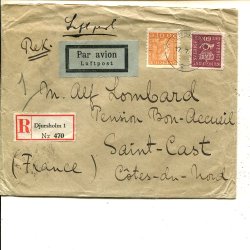 Luftpost
Rek.
Par avion
Luftpost
M. Alf Lombard
Pension Bon-Accueil
R
Djursholm 1
Nr 470
Saint-Cast
(France)
Côtes-du-Nord